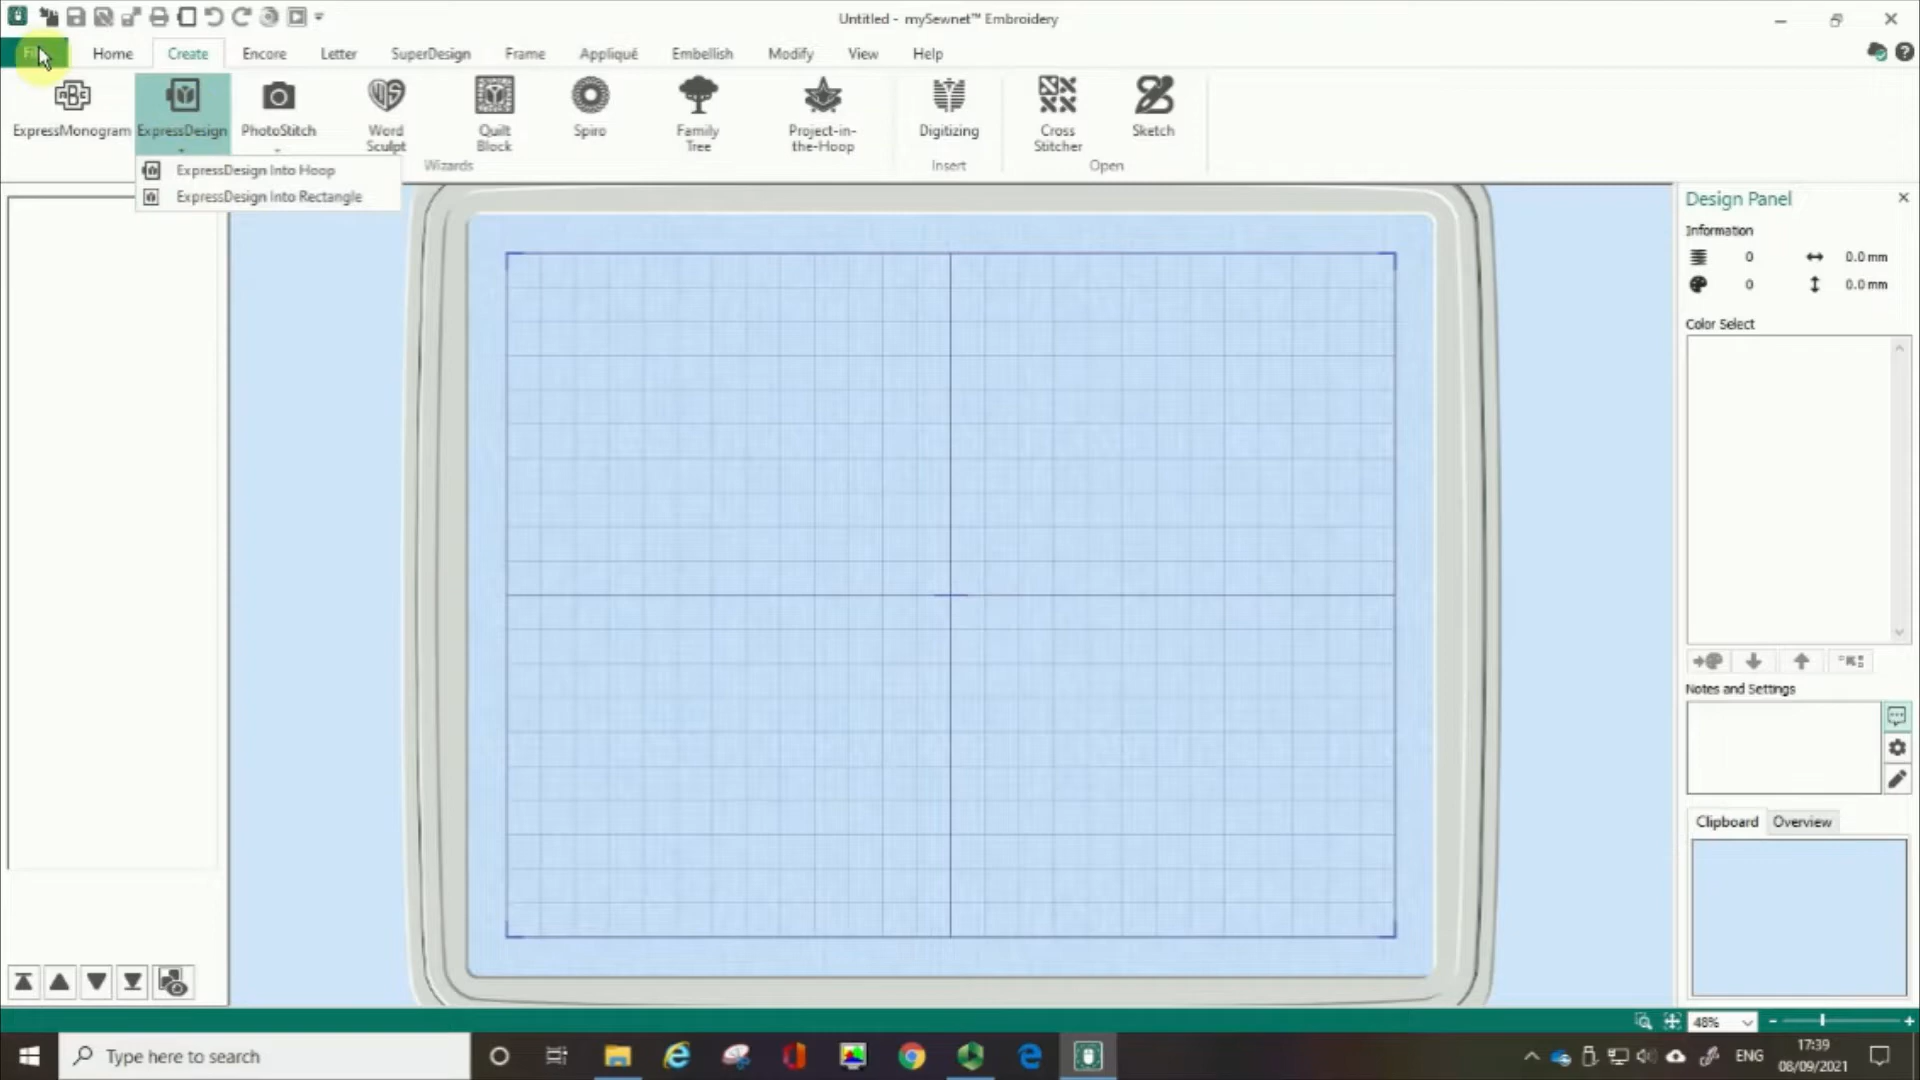 Untitled - mySewnet™ Embroidery
Home
Create
Encore
Letter
SuperDesign
Frame
Appliqué
Embellish
Modify
View
Help
ExpressMonogram
ExpressDesign
PhotoStitch
Word
Sculpt
Quilt
Block
Spiro
Family
Tree
Project-in-
the-Hoop
Digitizing
Cross
Stitcher
Sketch
Wizards
Insert
Open
ExpressDesign Into Hoop
ExpressDesign Into Rectangle
Design Panel
Information
0
0.0 mm
0
0.0 mm
Color Select
Notes and Settings
Clipboard
Overview
48%
Type here to search
ENG
17:39
08/09/2021